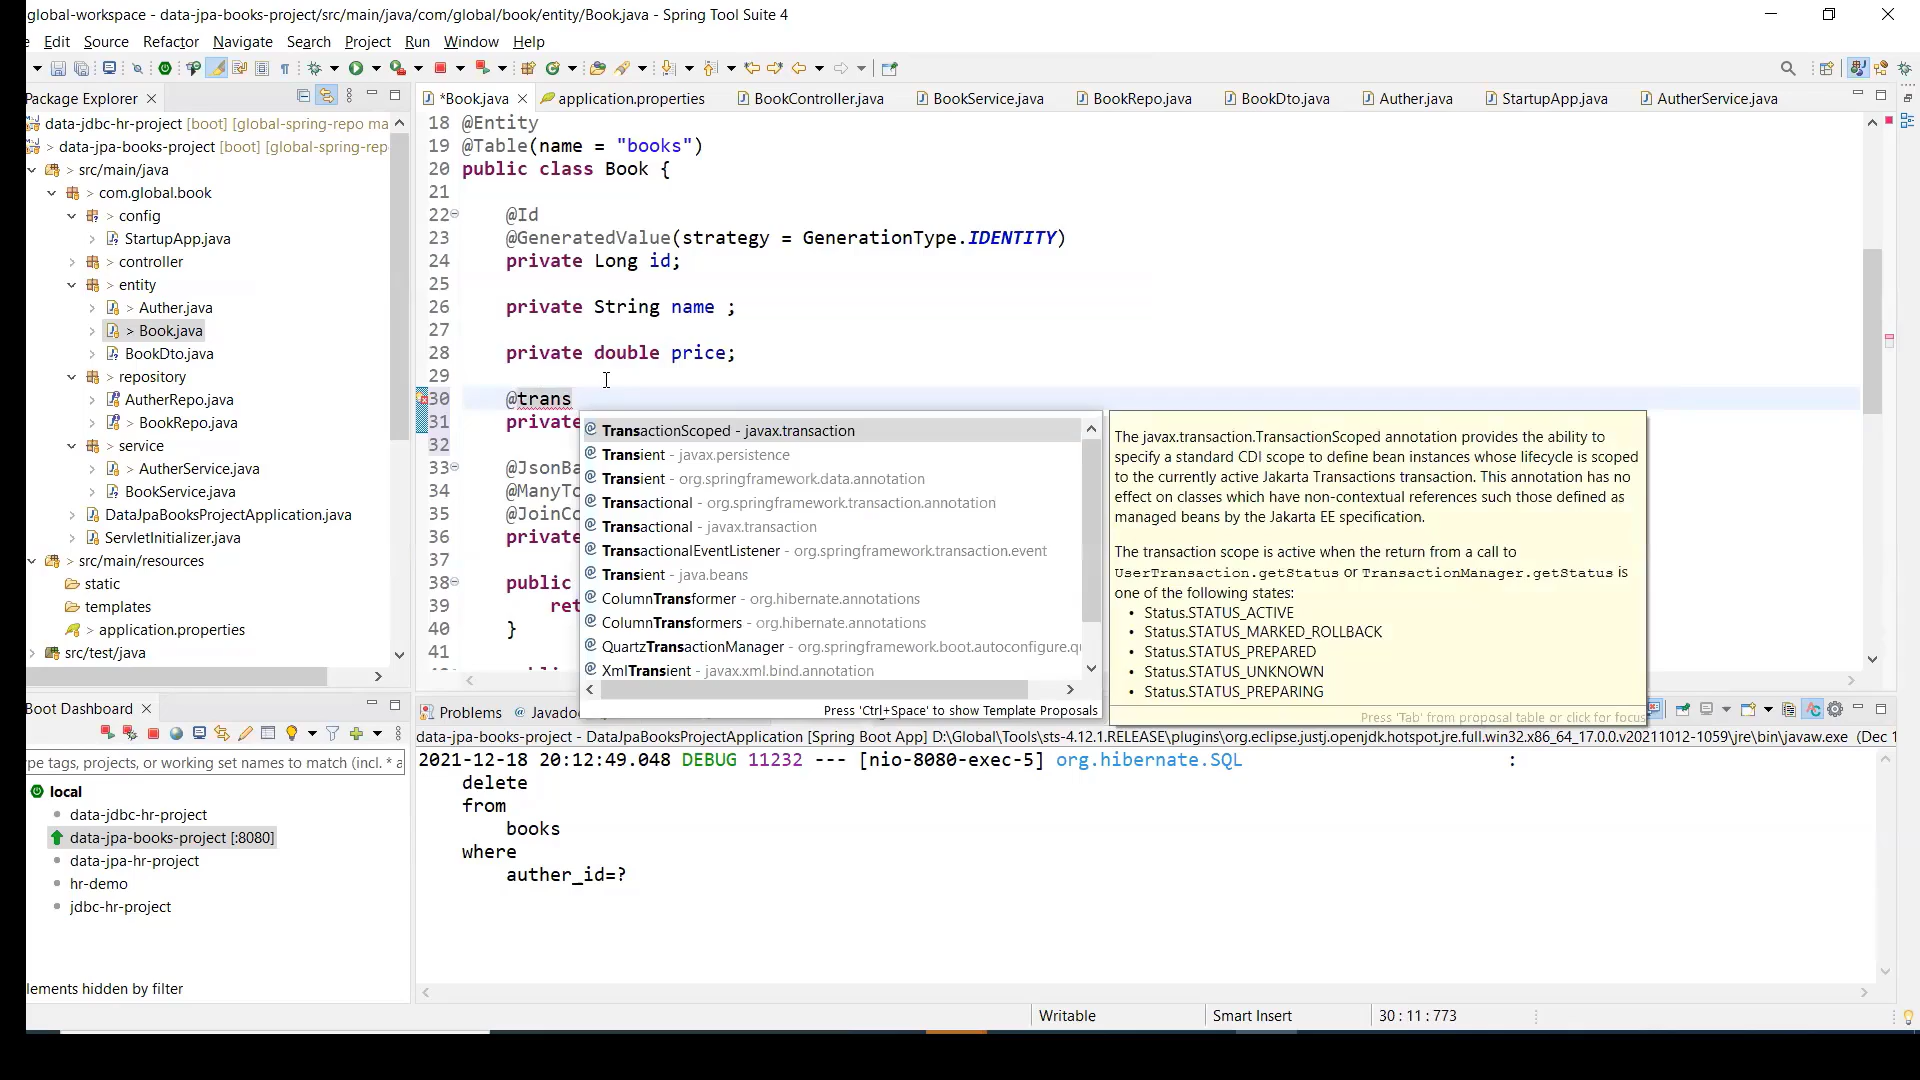 global-workspace - data-jpa-books-project/src/main/java/com/global/book/entity/Book.java - Spring Tool Suite 4
Edit Source Refactor Navigate Search Project Run Window Help
Package Explorer
data-jdbc-hr-project [boot] [global-spring-repo ma
> data-jpa-books-project [boot] [global-spring-rep
> src/main/java
> com.global.book
> config
StartupApp.java
> controller
> entity
> Auther.java
> Book.java
BookDto.java
> repository
AutherRepo.java
> BookRepo.java
> service
> AutherService.java
BookService.java
DataJpaBooksProjectApplication.java
ServletInitializer.java
> src/main/resources
static
templates
> application.properties
src/test/java
*Book.java application.properties BookController.java BookService.java BookRepo.java BookDto.java Auther.java StartupApp.java AutherService.java
18 @Entity
19 @Table(name = "books")
20 public class Book {
21
22 @Id
23 @GeneratedValue(strategy = GenerationType.IDENTITY)
24 private Long id;
25
26 private String name ;
27
28 private double price;
29
30 @trans
31 private
32
33 @JsonBa
34 @ManyTo
35 @JoinCo
36 private
37
38 public
39 ret
40 }
41
TransactionScoped - javax.transaction
Transient - javax.persistence
Transient - org.springframework.data.annotation
Transactional - org.springframework.transaction.annotation
Transactional - javax.transaction
TransactionalEventListener - org.springframework.transaction.event
Transient - java.beans
ColumnTransformer - org.hibernate.annotations
ColumnTransformers - org.hibernate.annotations
QuartzTransactionManager - org.springframework.boot.autoconfigure.qu
XmlTransient - javax.xml.bind.annotation
Press 'Ctrl+Space' to show Template Proposals
The javax.transaction.TransactionScoped annotation provides the ability to
specify a standard CDI scope to define bean instances whose lifecycle is scoped
to the currently active Jakarta Transactions transaction. This annotation has no
effect on classes which have non-contextual references such those defined as
managed beans by the Jakarta EE specification.
The transaction scope is active when the return from a call to
UserTransaction.getStatus or TransactionManager.getStatus is
one of the following states:
• Status.STATUS_ACTIVE
• Status.STATUS_MARKED_ROLLBACK
• Status.STATUS_PREPARED
• Status.STATUS_UNKNOWN
• Status.STATUS_PREPARING
Press 'Tab' from proposal table or click for focus
Boot Dashboard
pe tags, projects, or working set names to match (incl. * a
local
data-jdbc-hr-project
data-jpa-books-project [:8080]
data-jpa-hr-project
hr-demo
jdbc-hr-project
lements hidden by filter
Problems @ Javado
data-jpa-books-project - DataJpaBooksProjectApplication [Spring Boot App] D:\Global\Tools\sts-4.12.1.RELEASE\plugins\org.eclipse.justj.openjdk.hotspot.jre.full.win32.x86_64_17.0.0.v20211012-1059\jre\bin\javaw.exe (Dec 1
2021-12-18 20:12:49.048 DEBUG 11232 --- [nio-8080-exec-5] org.hibernate.SQL :
delete
from
books
where
auther_id=?
Writable Smart Insert 30 : 11 : 773